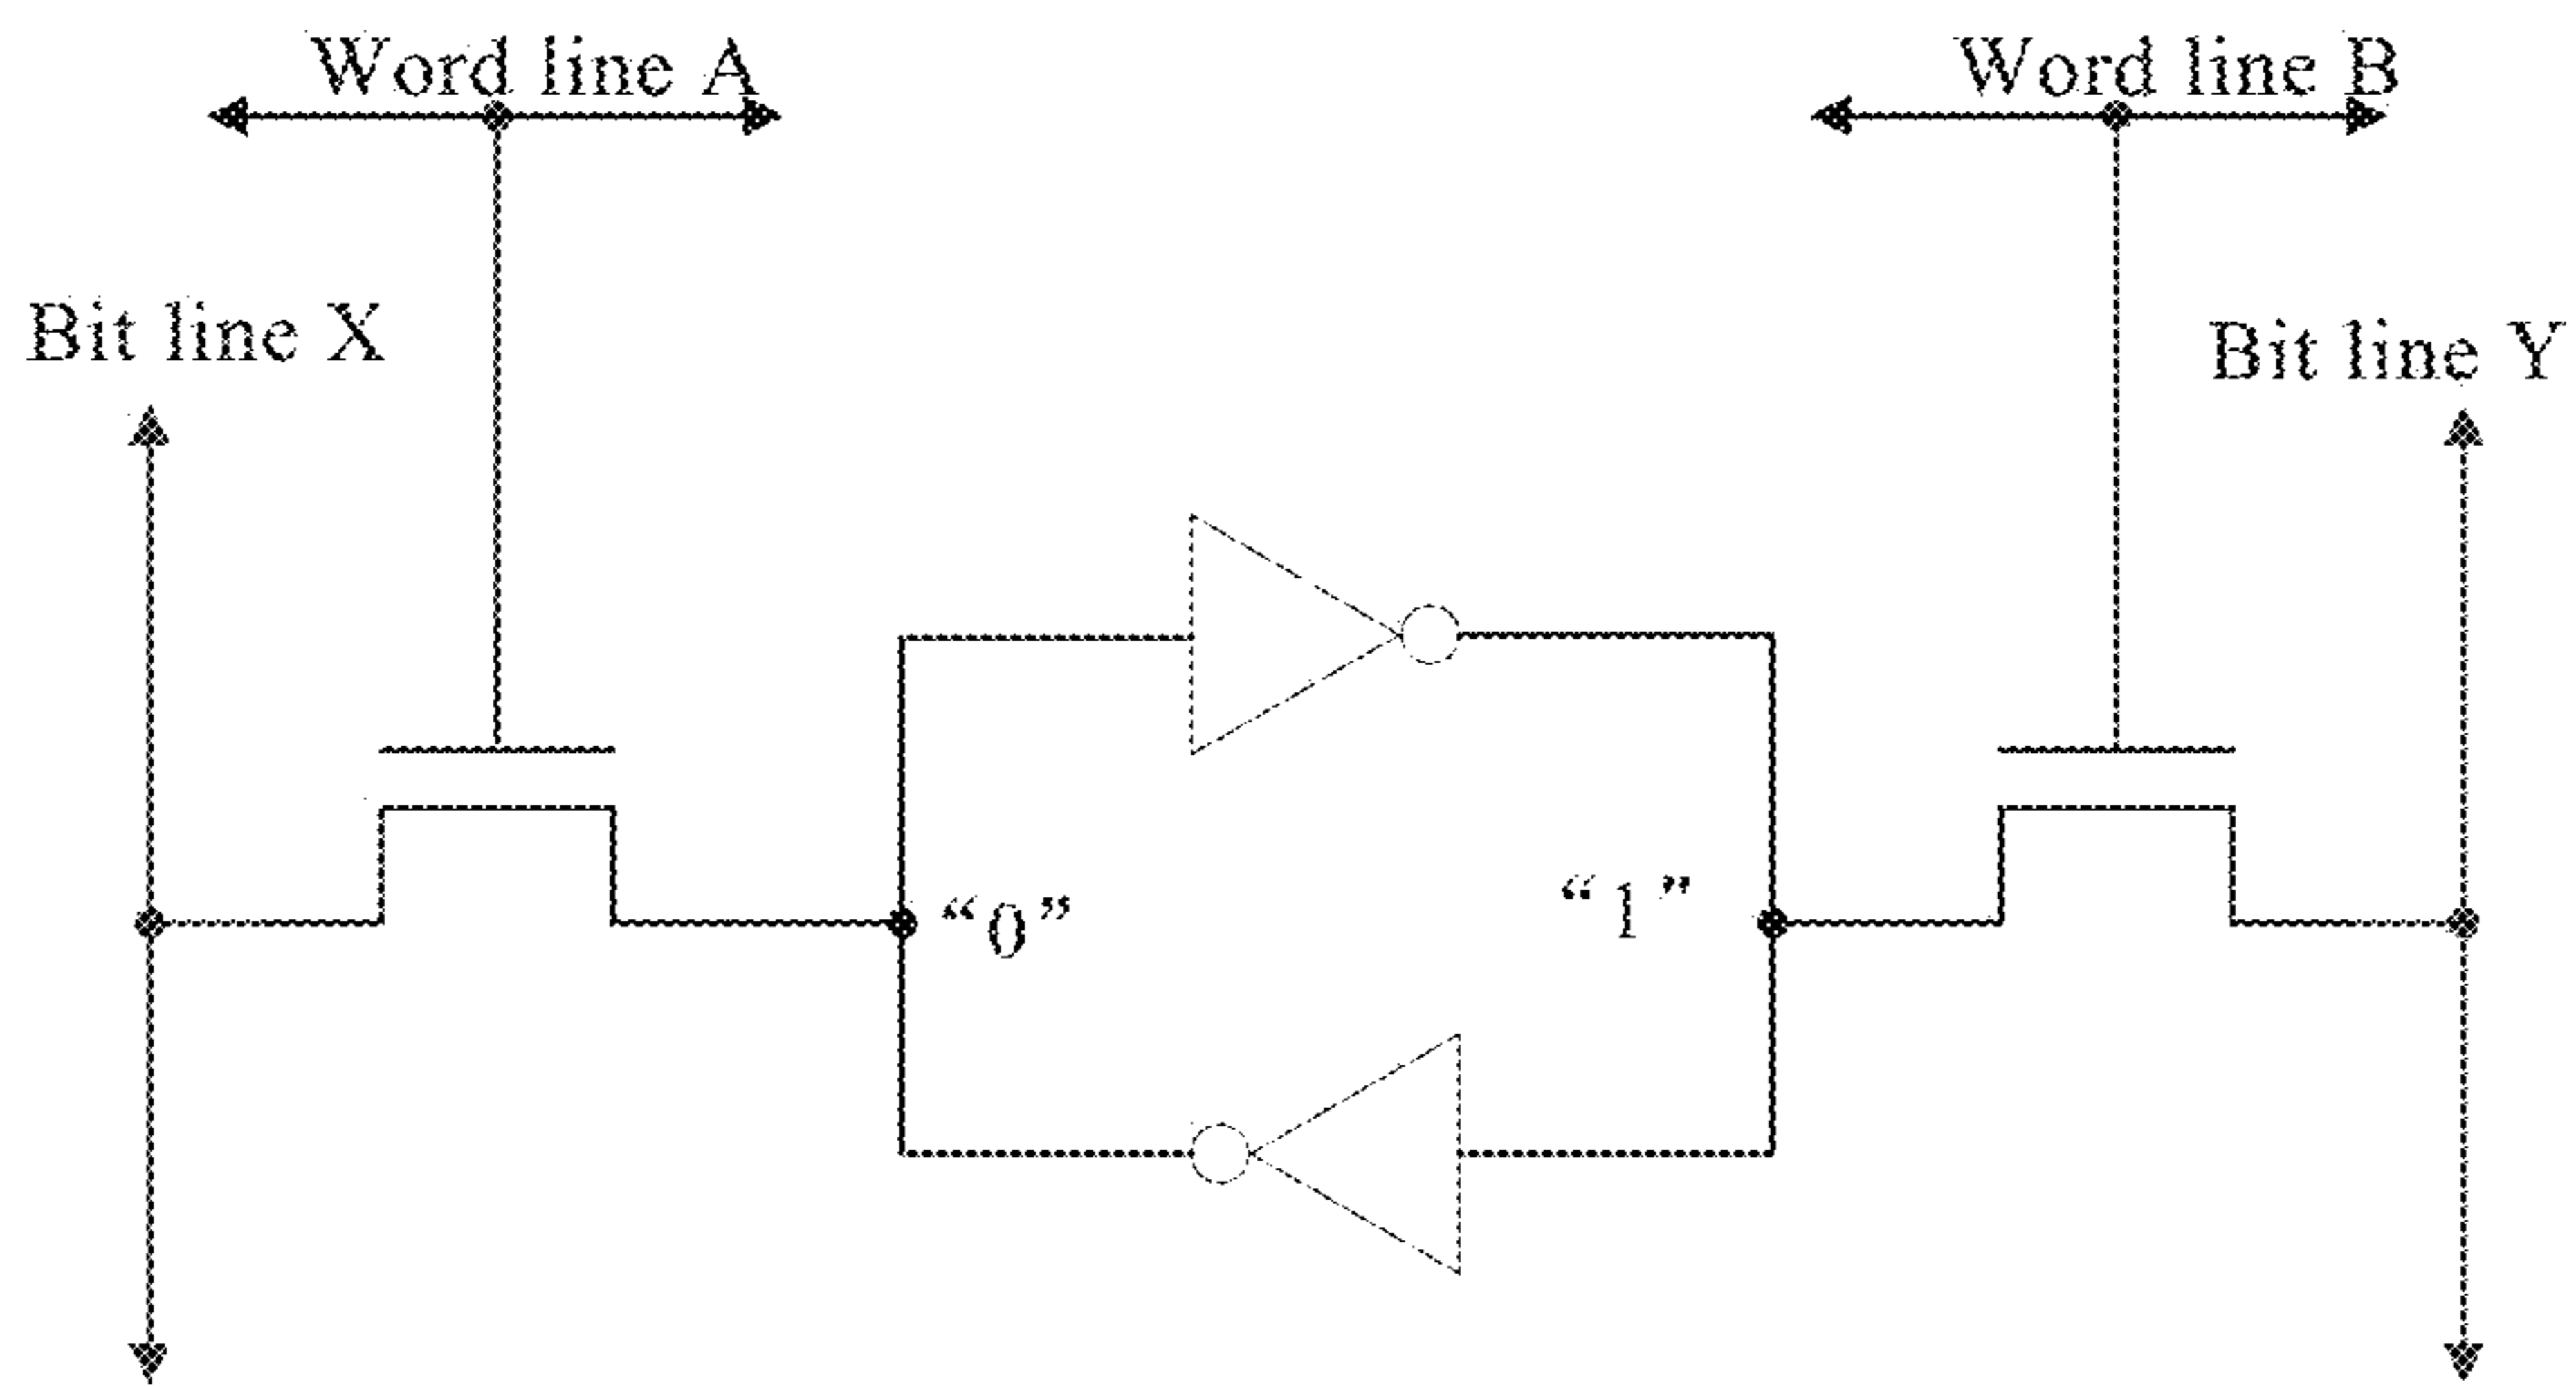 Word line A
Word line B
Bit line X
Bit line Y
“0”
“1”